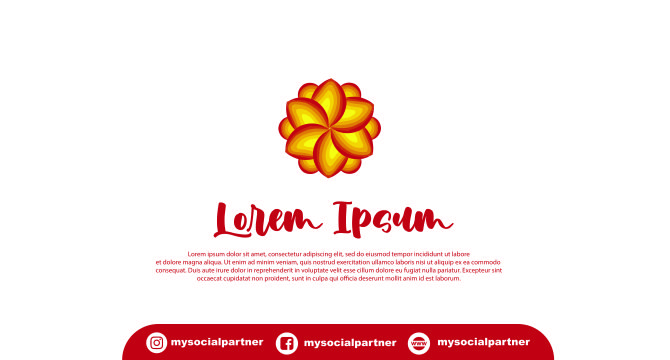 Lorem Ipsum
Lorem ipsum dolor sit amet, consectetur adipiscing elit, sed do eiusmod tempor incididunt ut labore
et dolore magna aliqua. Ut enim ad minim veniam, quis nostrud exercitation ullamco laboris nisi ut aliquip ex ea commodo
consequat. Duis aute irure dolor in reprehenderit in voluptate velit esse cillum dolore eu fugiat nulla pariatur. Excepteur sint
occaecat cupidatat non proident, sunt in culpa qui officia deserunt mollit anim id est laborum.
mysocialpartner mysocialpartner www mysocialpartner